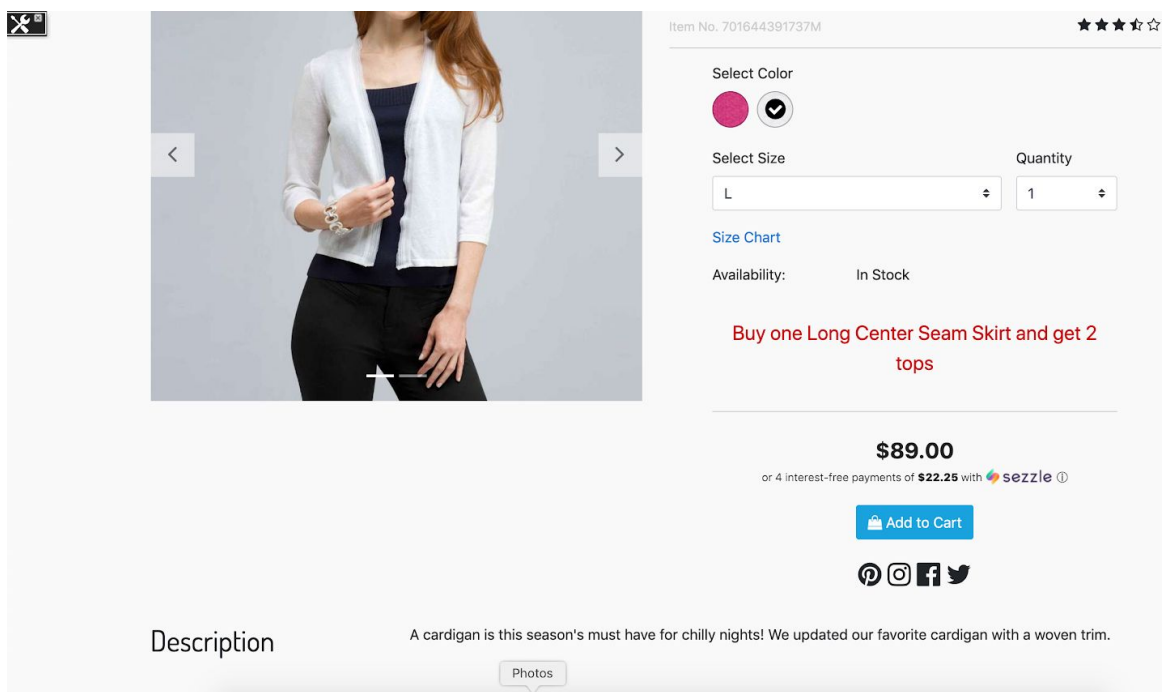 Item No. 701644391737M
Select Color
Select Size
Quantity
L
1
Size Chart
Availability:
In Stock
Buy one Long Center Seam Skirt and get 2
tops
$89.00
or 4 interest-free payments of $22.25 with sezzle
Add to Cart
Description
A cardigan is this season's must have for chilly nights! We updated our favorite cardigan with a woven trim.
Photos